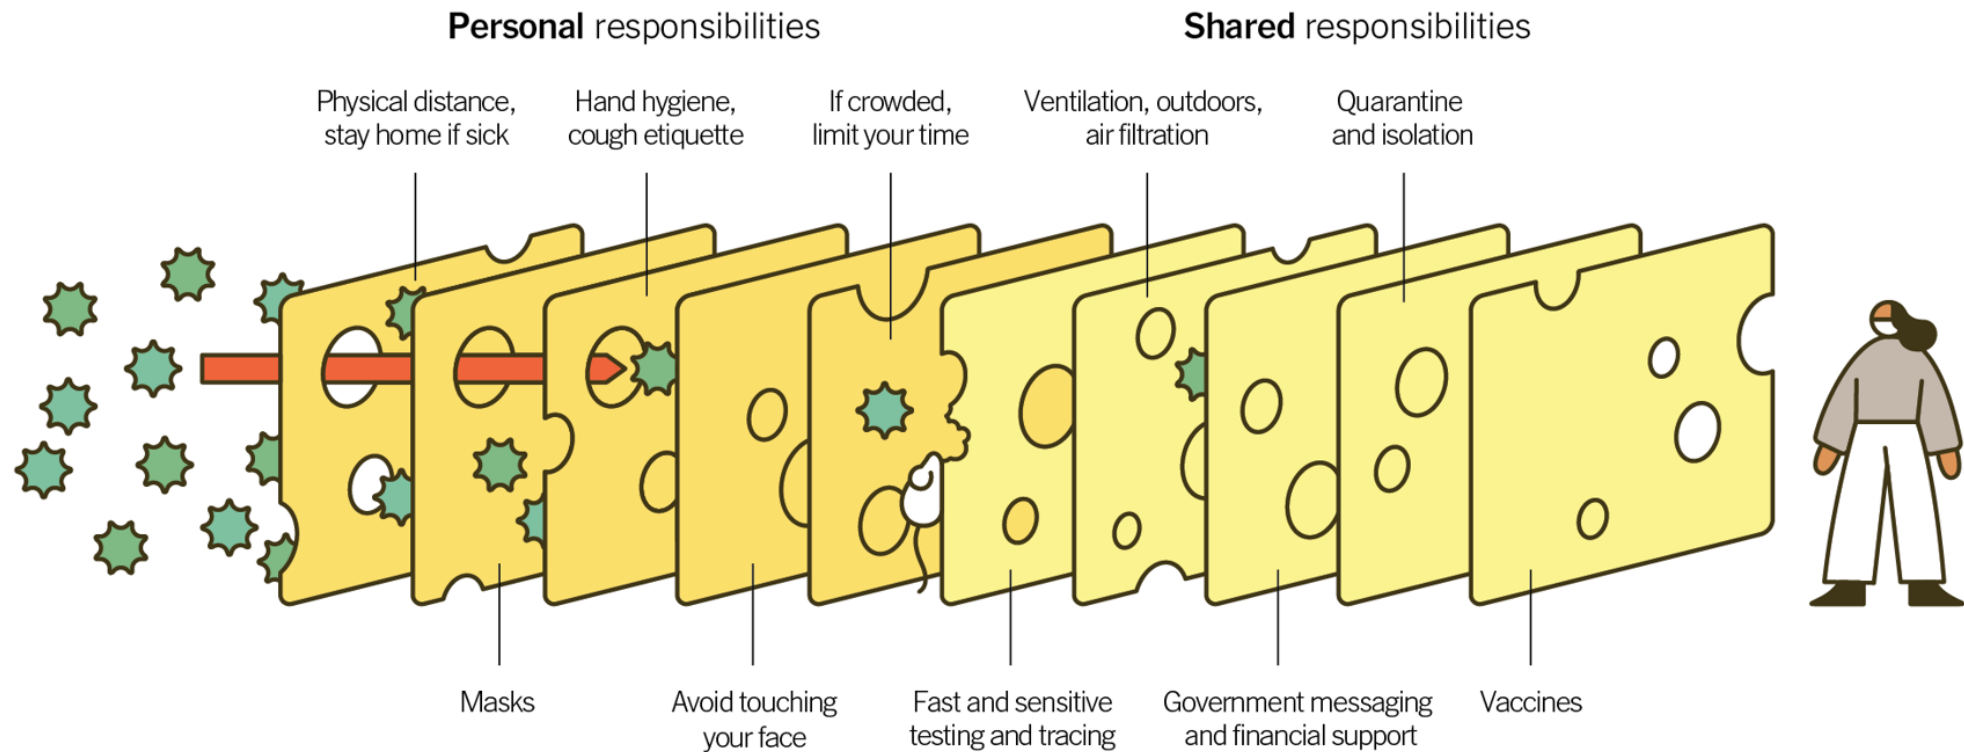 Personal responsibilities
Shared responsibilities
Physical distance,
stay home if sick
Hand hygiene,
cough etiquette
If crowded,
limit your time
Ventilation, outdoors,
air filtration
Quarantine
and isolation
Masks
Avoid touching
your face
Fast and sensitive
testing and tracing
Government messaging
and financial support
Vaccines